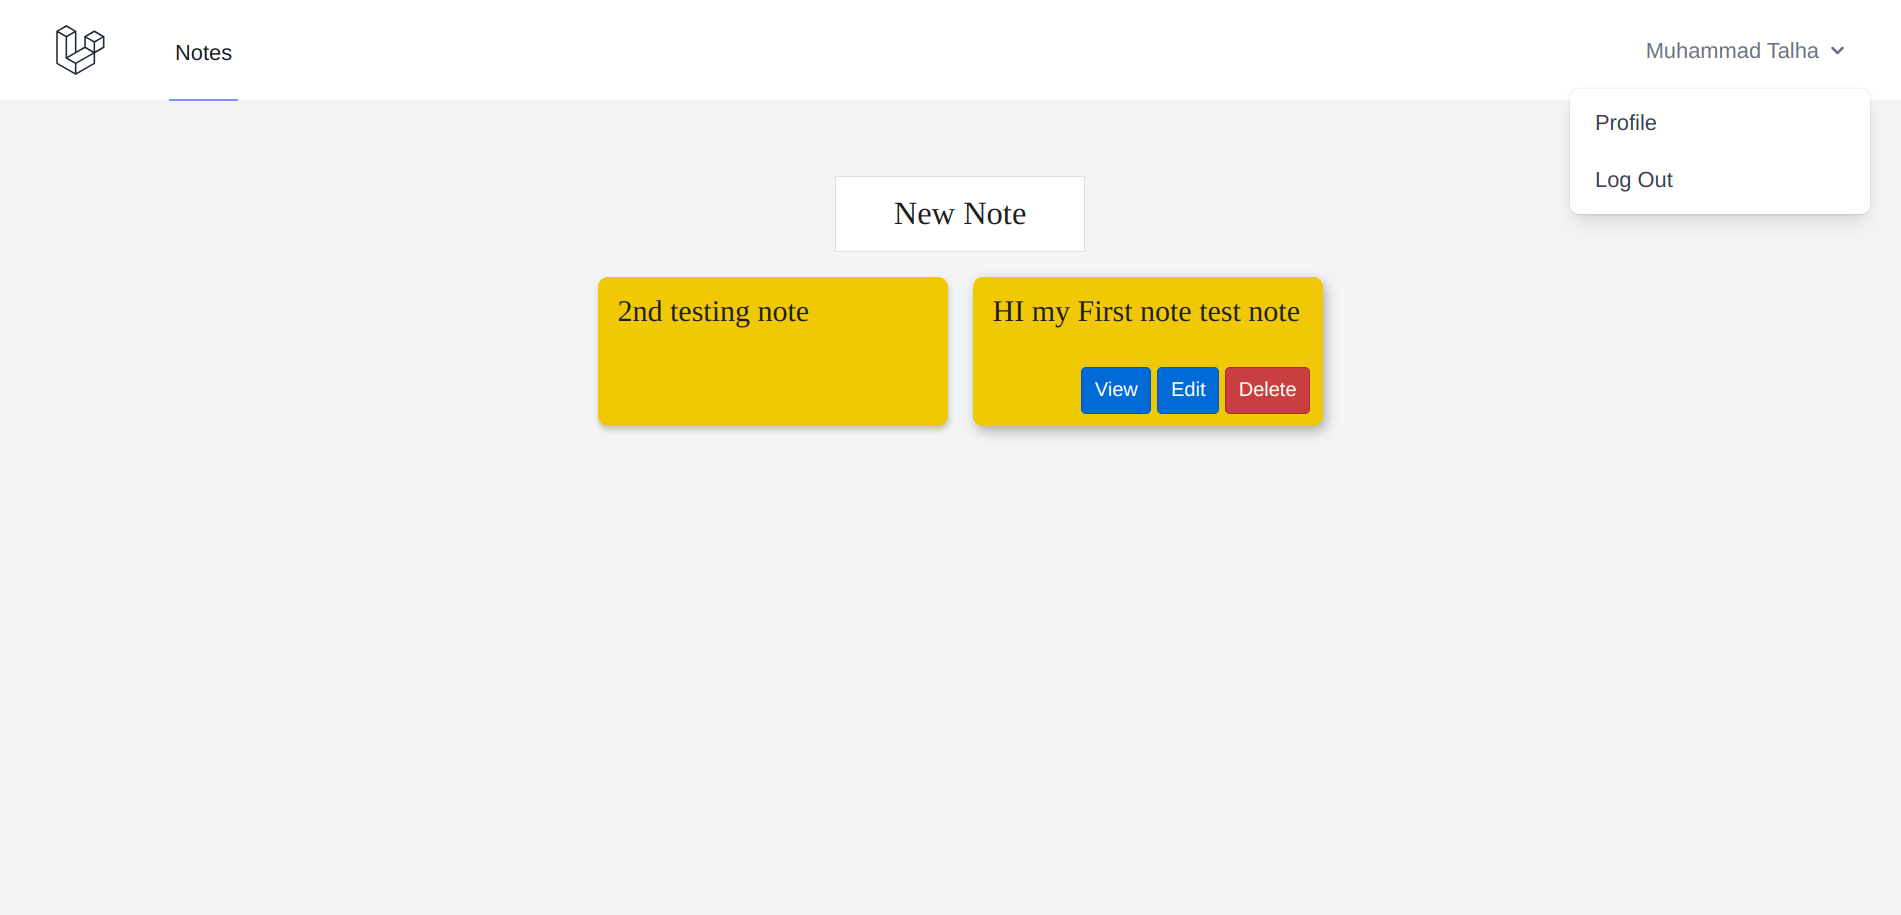 Notes
Muhammad Talha
Profile
Log Out
New Note
2nd testing note
HI my First note test note
View Edit Delete